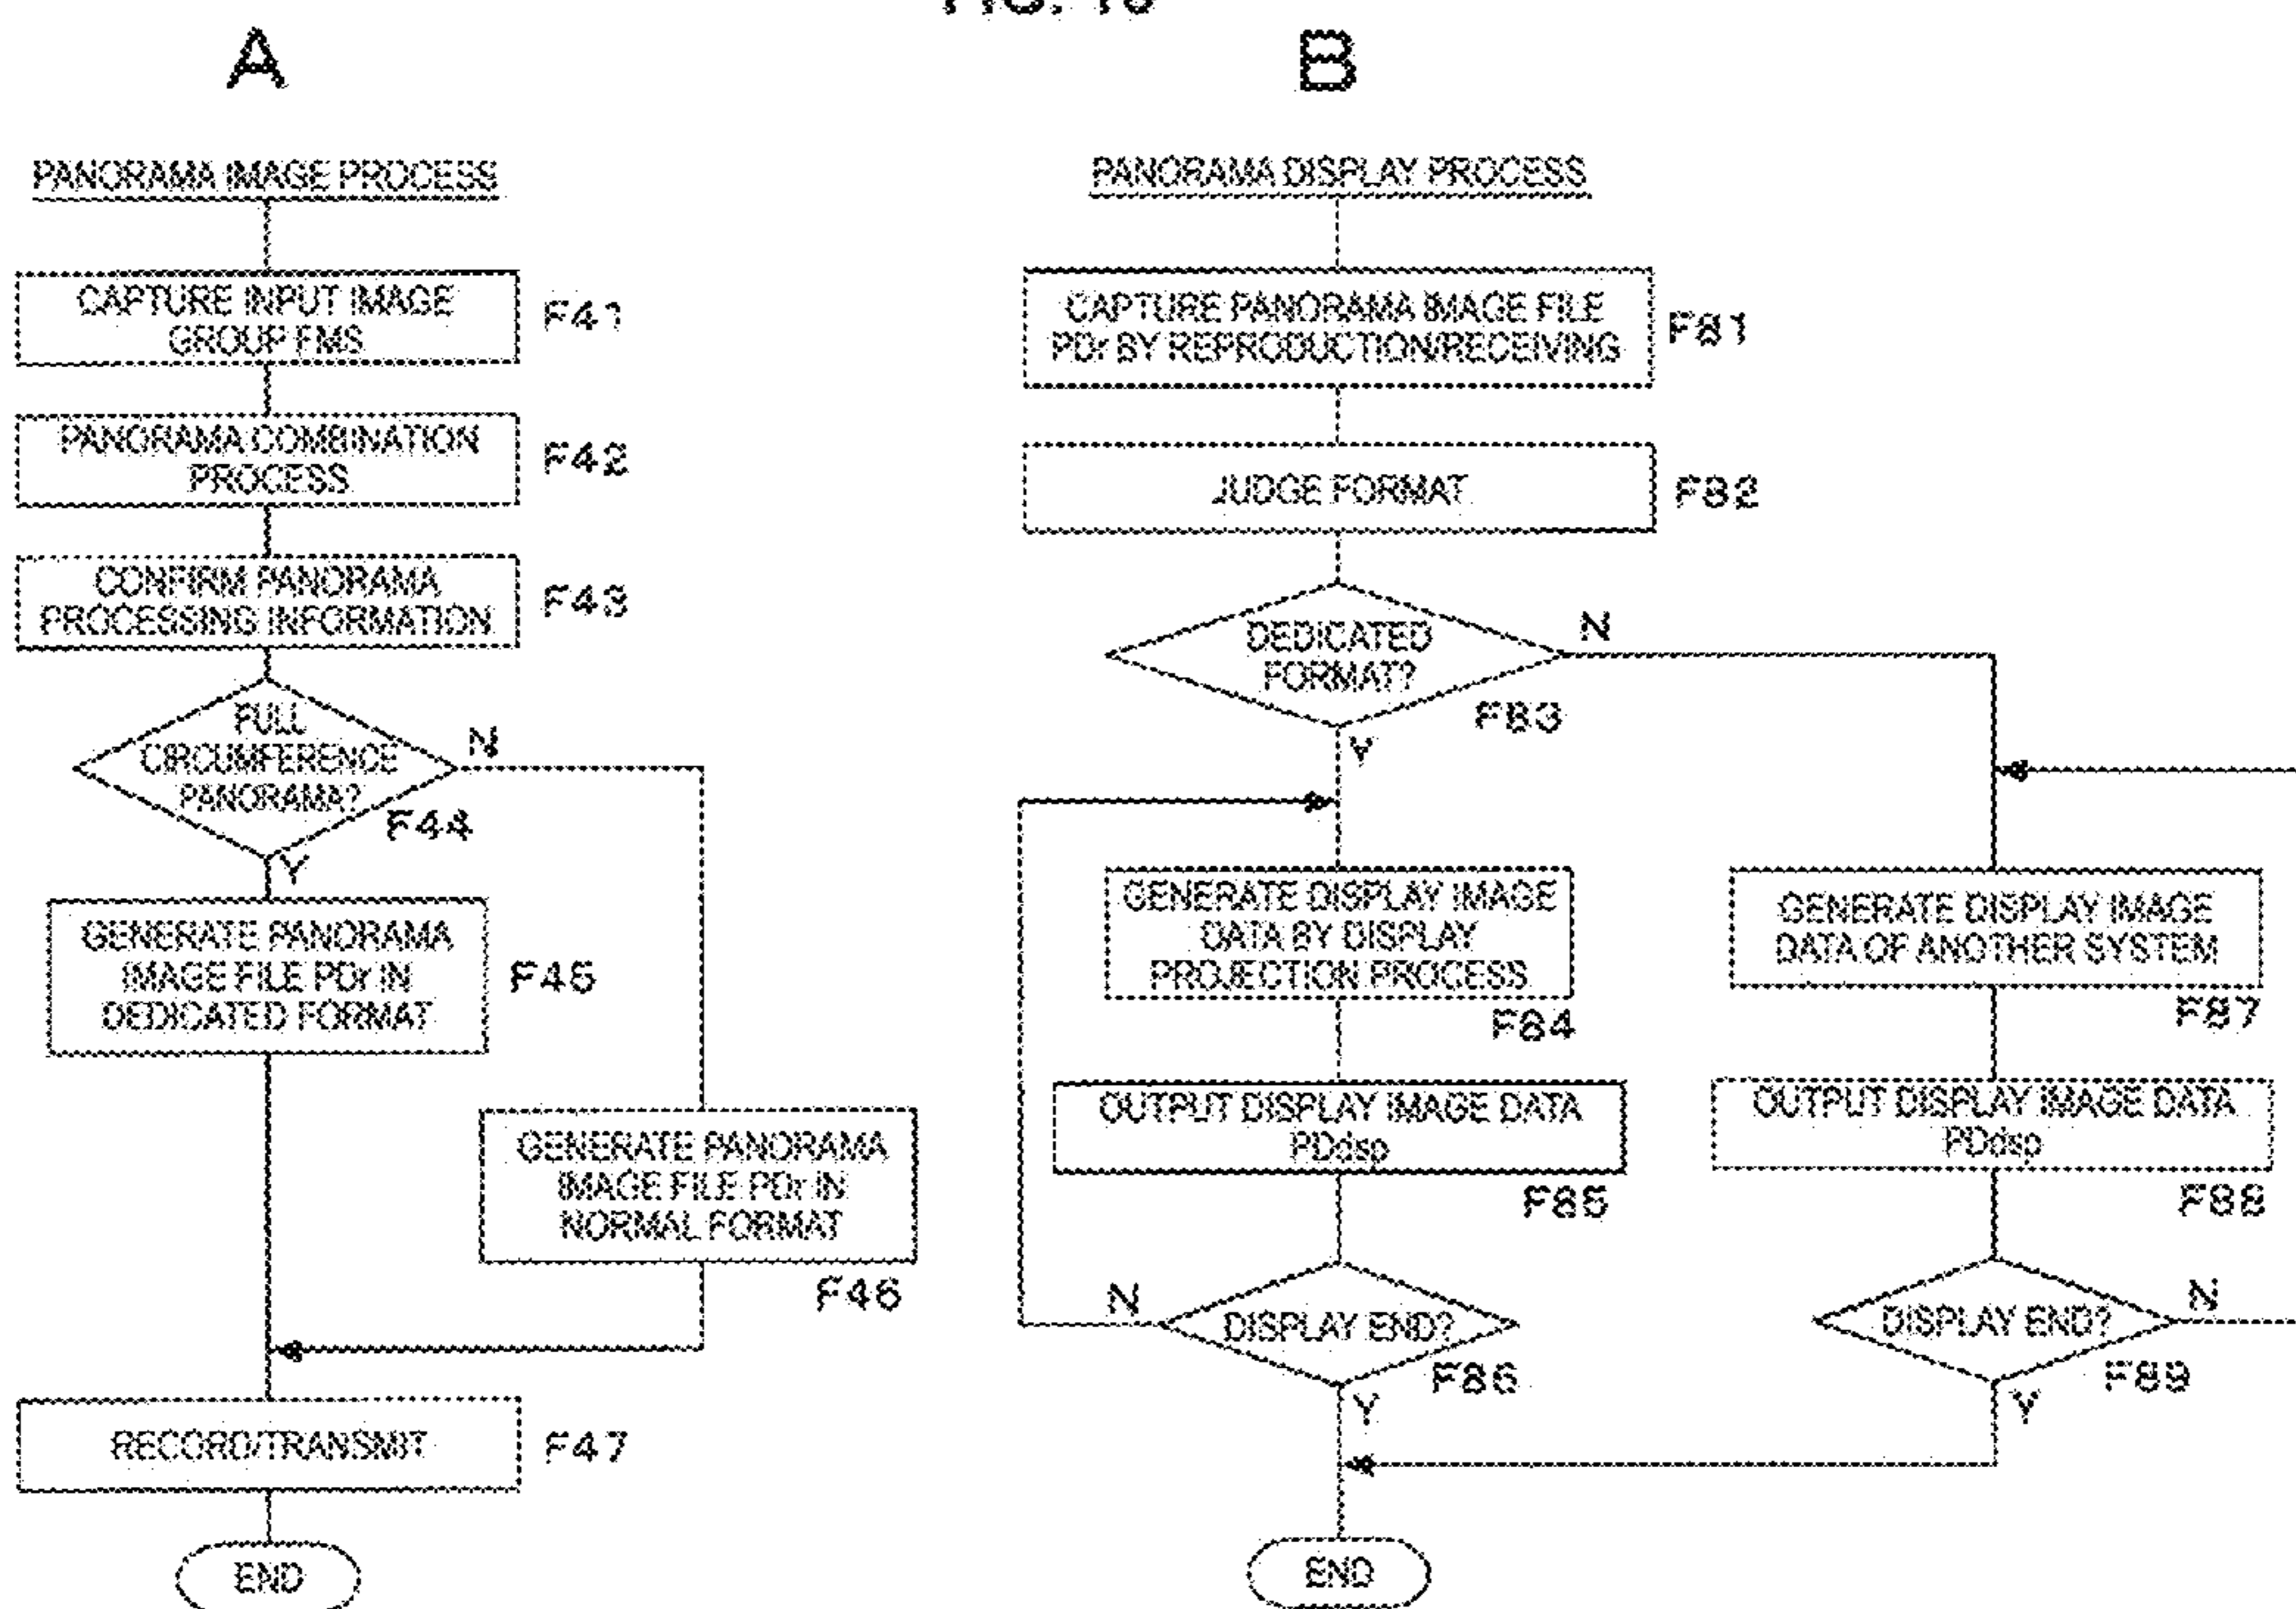 A
PANORAMA IMAGE PROCESS
CAPTURE INPUT IMAGE
GROUP FMS
F41
PANORAMA COMBINATION
PROCESS
F42
CONFIRM PANORAMA
PROCESSING INFORMATION
F43
FULL
CIRCUMFERENCE
PANORAMA?
N
F44
Y
GENERATE PANORAMA
IMAGE FILE PDr IN
DEDICATED FORMAT
F45
GENERATE PANORAMA
IMAGE FILE PDr IN
NORMAL FORMAT
F46
RECORD/TRANSMIT
F47
END
B
PANORAMA DISPLAY PROCESS
CAPTURE PANORAMA IMAGE FILE
PDr BY REPRODUCTION/RECEIVING
F81
JUDGE FORMAT
F82
DEDICATED
FORMAT?
N
F83
Y
GENERATE DISPLAY IMAGE
DATA BY DISPLAY
PROJECTION PROCESS
F84
OUTPUT DISPLAY IMAGE DATA
PDdsp
F85
N
DISPLAY END?
F86
Y
GENERATE DISPLAY IMAGE
DATA OF ANOTHER SYSTEM
F87
OUTPUT DISPLAY IMAGE DATA
PDdsp
F88
DISPLAY END?
N
F89
Y
END